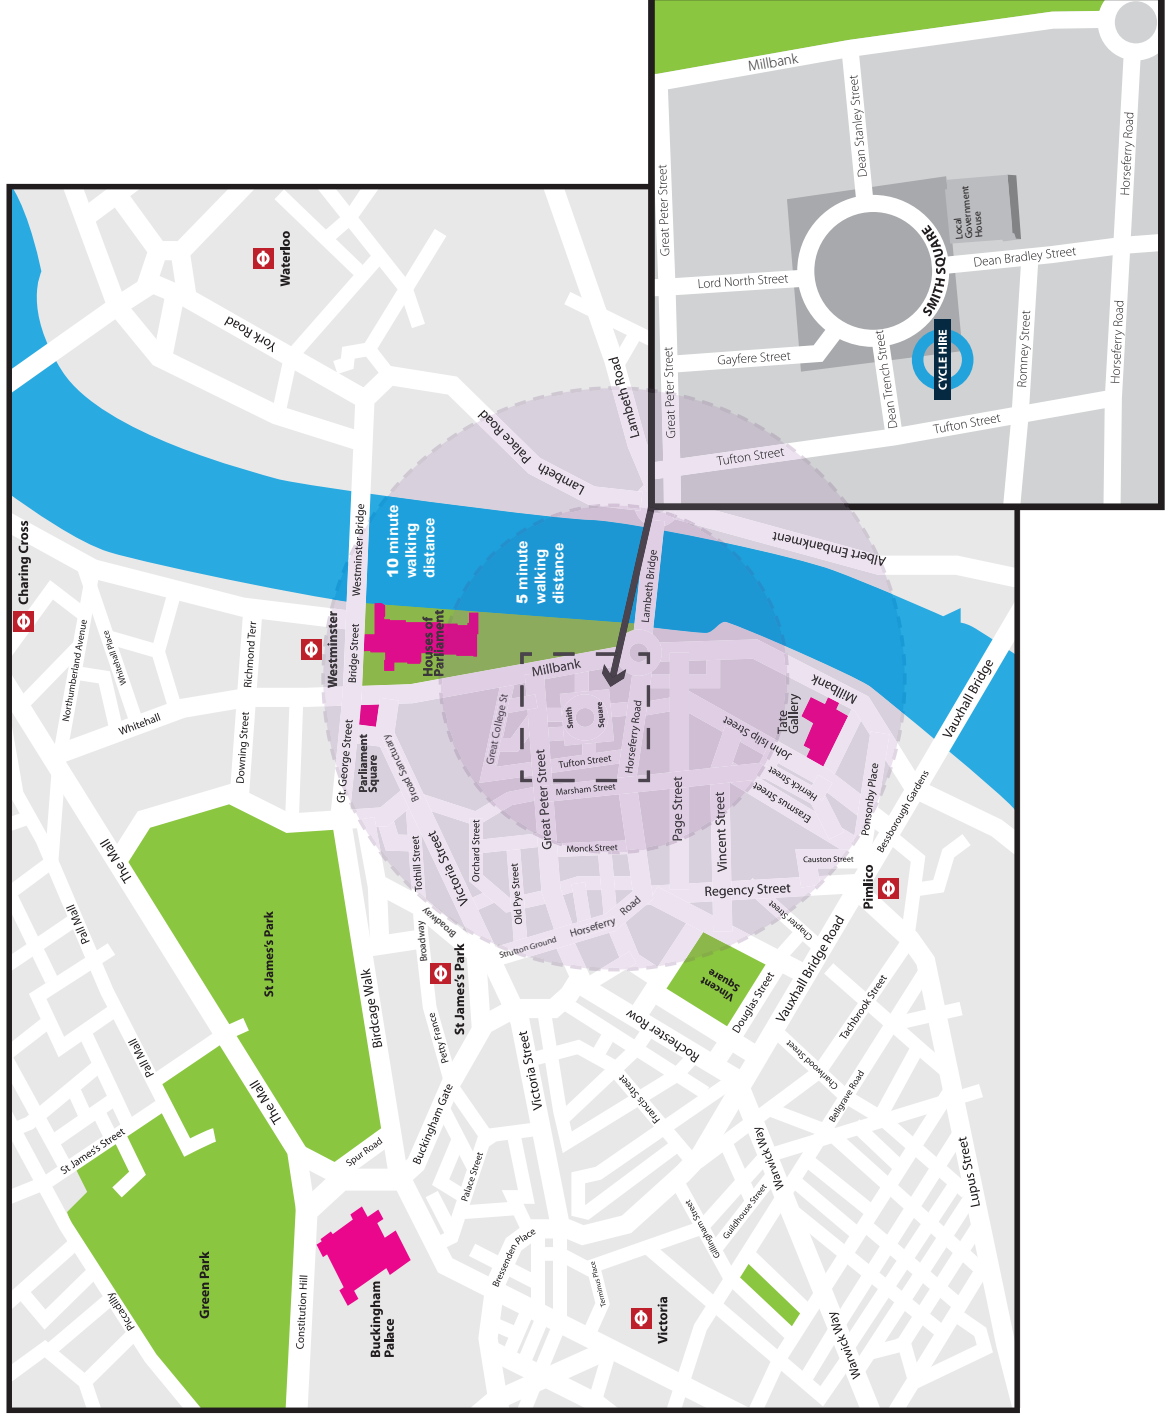 Millbank
Dean Stanley Street
Horseferry Road
Great Peter Street
Local
Government
House
SMITH SQUARE
Dean Bradley Street
Lord North Street
Gayfere Street
Dean Trench Street
CYCLE HIRE
Romney Street
Horseferry Road
Great Peter Street
Tufton Street
Tufton Street
Waterloo
York Road
Lambeth Road
Lambeth
Palace Road
Albert Embankment
Charing Cross
Westminster Bridge
10 minute
walking
distance
5 minute
walking
distance
Lambeth Bridge
Northumberland Avenue
Whitehall Place
Richmond Terr
Westminster
Bridge Street
Houses of
Parliament
Millbank
Millbank
Vauxhall Bridge
Whitehall
Downing Street
Gt. George Street
Parliament
Square
Broad Sanctuary
Great College St
Smith
Square
Horseferry Road
Tufton Street
Marsham Street
Great Peter Street
John Islip Street
Tate
Gallery
Herrick Street
Erasmus Street
Ponsonby Place
Bessborough Gardens
Page Street
Vincent Street
Monck Street
Causton Street
Pimlico
Regency Street
The Mall
Pall Mall
Tothill Street
Victoria Street
Orchard Street
Old Pye Street
Broadway
Broadway
Strutton Ground
Horseferry
Road
Chapter Street
Vauxhall Bridge Road
St James's Park
St James's Park
Birdcage Walk
Petty France
Vincent
Square
Douglas Street
Tachbrook Street
Rochester Row
Charlwood Street
Bellgrave Road
Pall Mall
The Mall
Victoria Street
Francis Street
Buckingham Gate
Spur Road
St James's Street
Palace Street
Warwick Way
Guildhouse Street
Gillingham Street
Lupus Street
Green Park
Piccadilly
Constitution Hill
Buckingham
Palace
Bressenden Place
Terminus Place
Victoria
Warwick Way